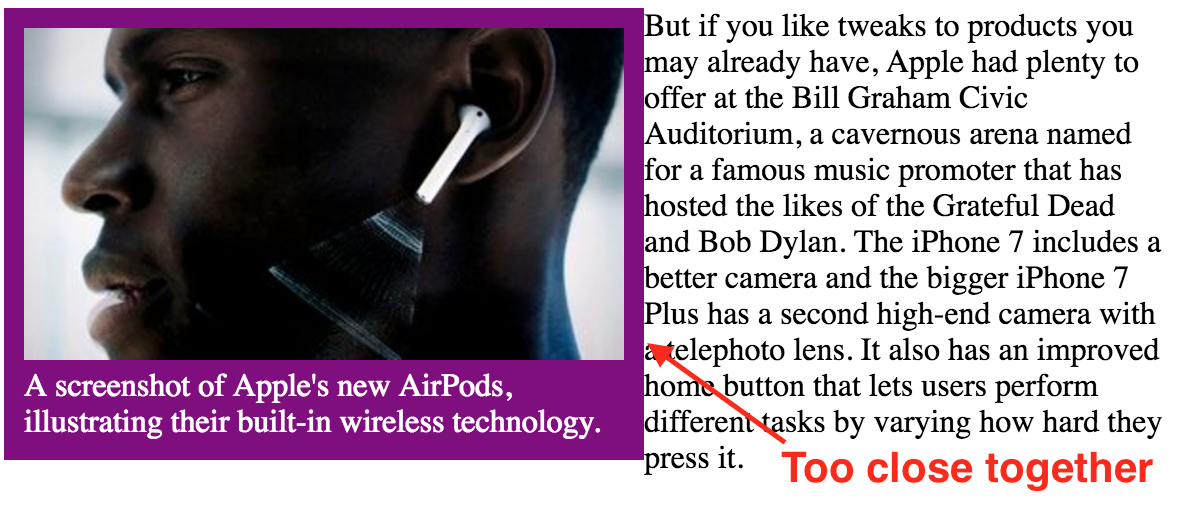 A screenshot of Apple's new AirPods,
illustrating their built-in wireless technology.
But if you like tweaks to products you
may already have, Apple had plenty to
offer at the Bill Graham Civic
Auditorium, a cavernous arena named
for a famous music promoter that has
hosted the likes of the Grateful Dead
and Bob Dylan. The iPhone 7 includes a
better camera and the bigger iPhone 7
Plus has a second high-end camera with
a telephoto lens. It also has an improved
home button that lets users perform
different tasks by varying how hard they
press it.
Too close together